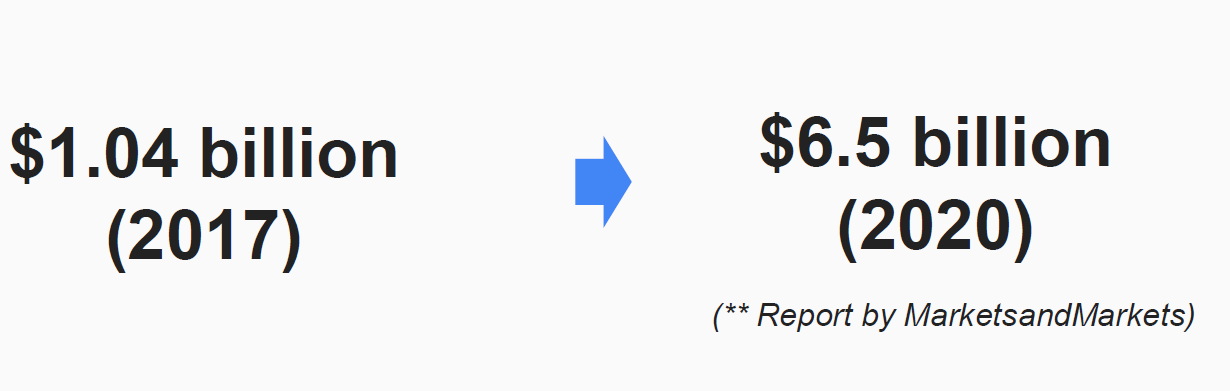 $1.04 billion
(2017)
$6.5 billion
(2020)
(** Report by MarketsandMarkets)